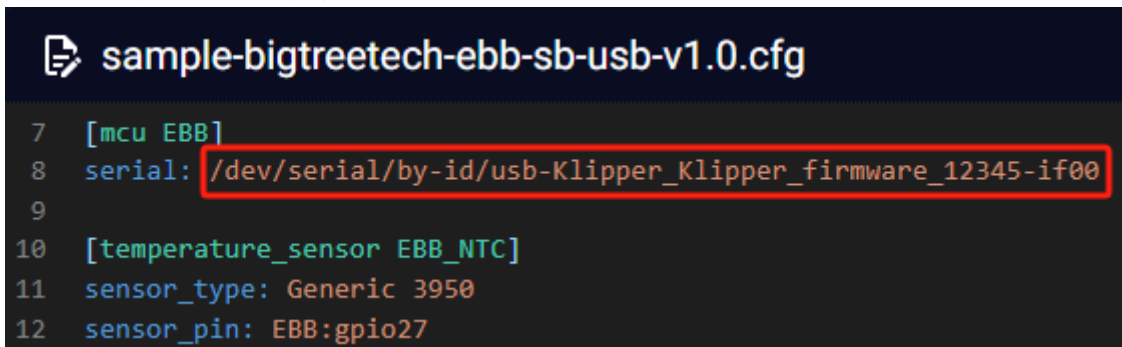 sample-bigtreetech-ebb-sb-usb-v1.0.cfg
7 [mcu EBB]
8 serial: /dev/serial/by-id/usb-Klipper_Klipper_firmware_12345-if00
9
10 [temperature_sensor EBB_NTC]
11 sensor_type: Generic 3950
12 sensor_pin: EBB:gpio27